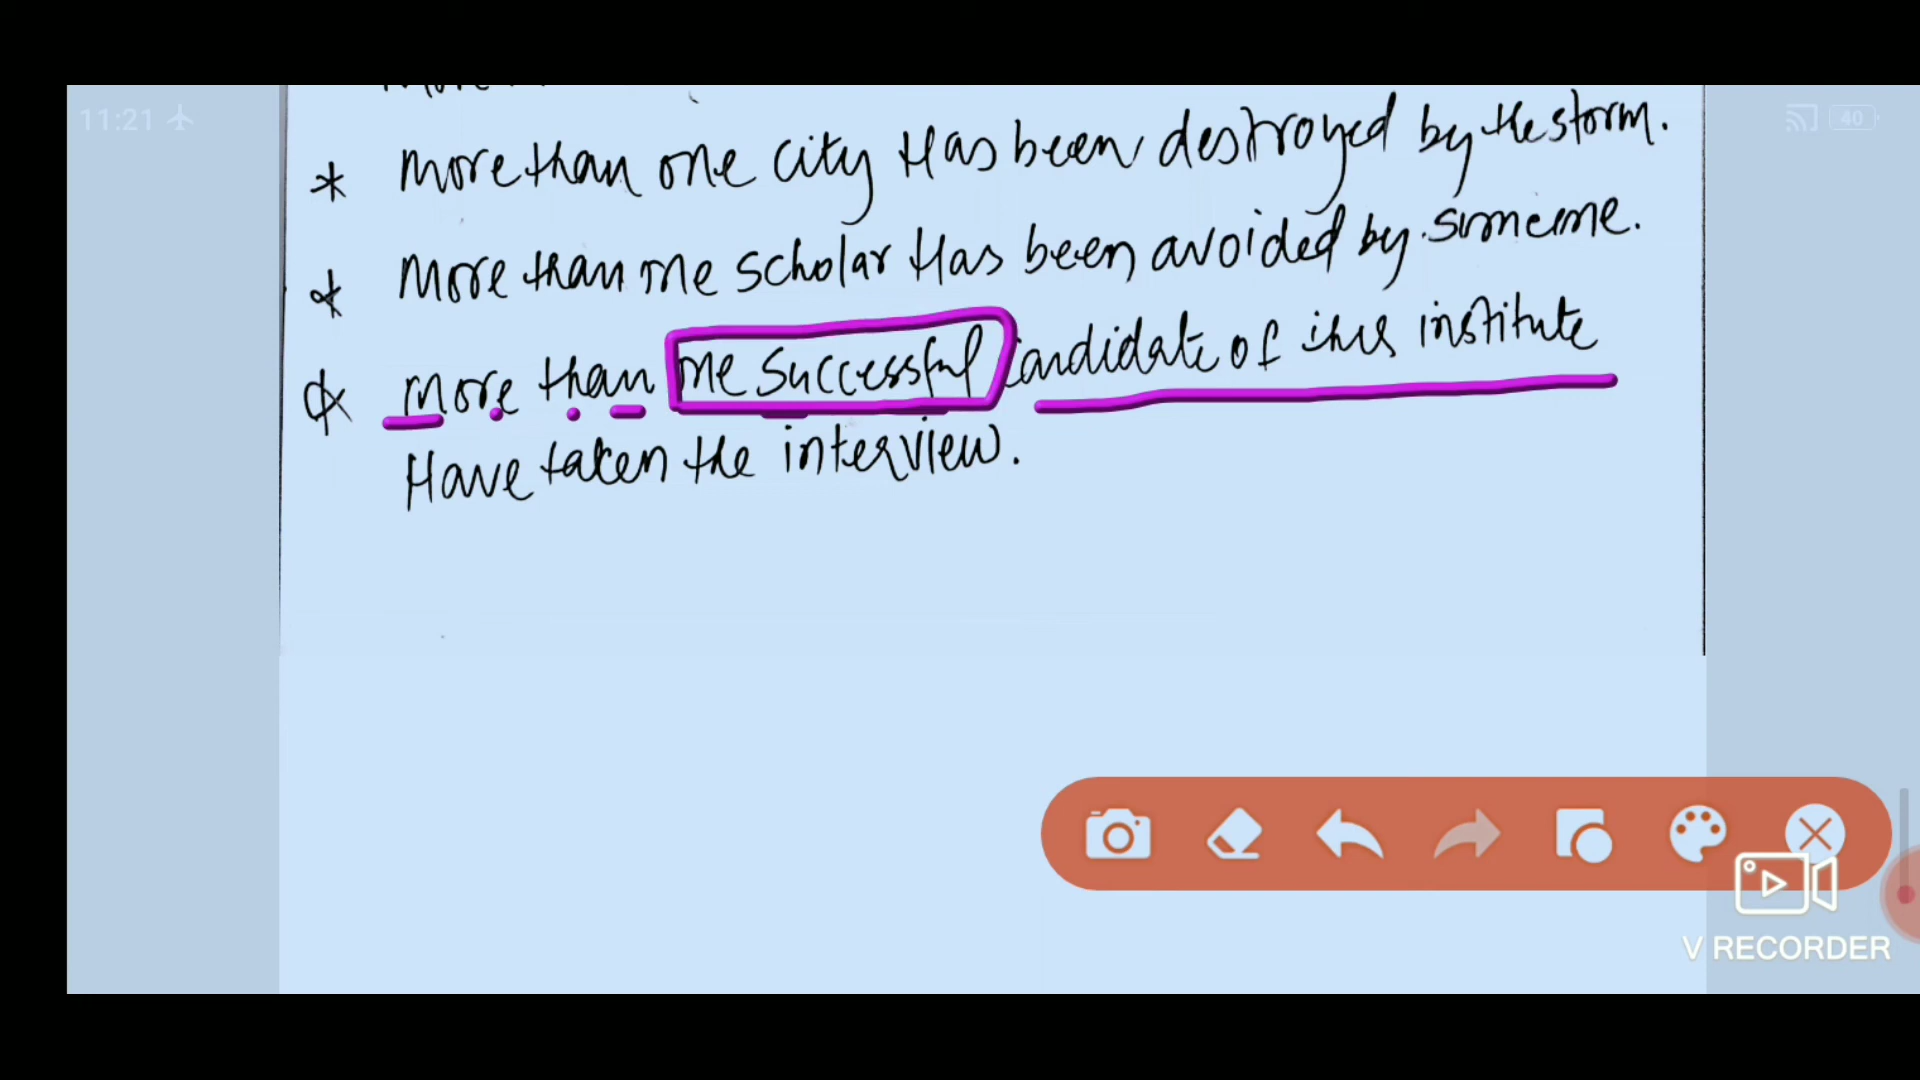 11:21
40
* More than one city Has been destroyed by the storm.
* More than one scholar Has been avoided by someone.
* More than one successful candidate of this institute
Have taken the interview.
V RECORDER